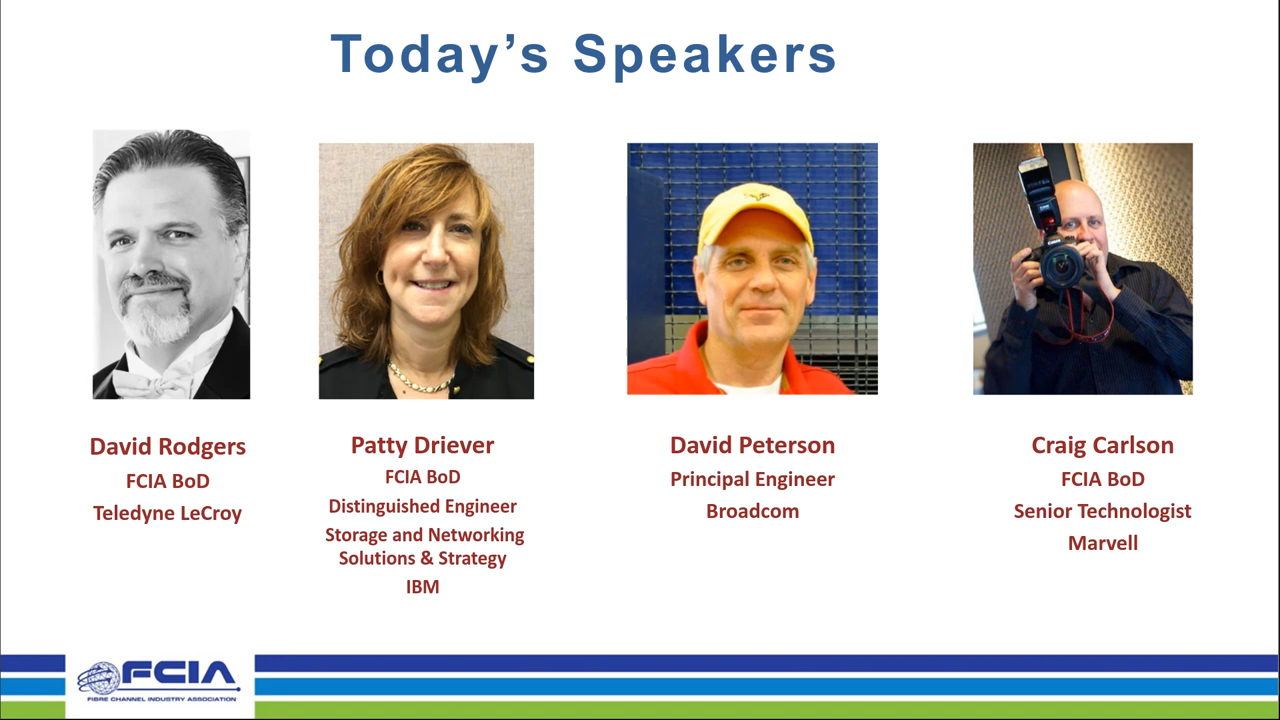 Today’s Speakers
David Rodgers
FCIA BoD
Teledyne LeCroy
Patty Driever
FCIA BoD
Distinguished Engineer
Storage and Networking
Solutions & Strategy
IBM
David Peterson
Principal Engineer
Broadcom
Craig Carlson
FCIA BoD
Senior Technologist
Marvell
FCIA
FIBRE CHANNEL INDUSTRY ASSOCIATION